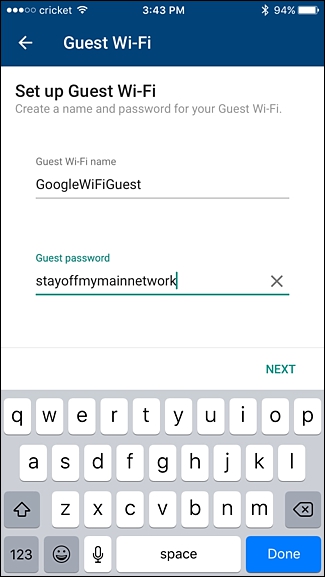 cricket 3:43 PM 94%
Guest Wi-Fi
Set up Guest Wi-Fi
Create a name and password for your Guest Wi-Fi.
Guest Wi-Fi name
GoogleWiFiGuest
Guest password
stayoffmymainnetwork
NEXT
q w e r t y u i o p
a s d f g h j k l
z x c v b n m
123 space Done